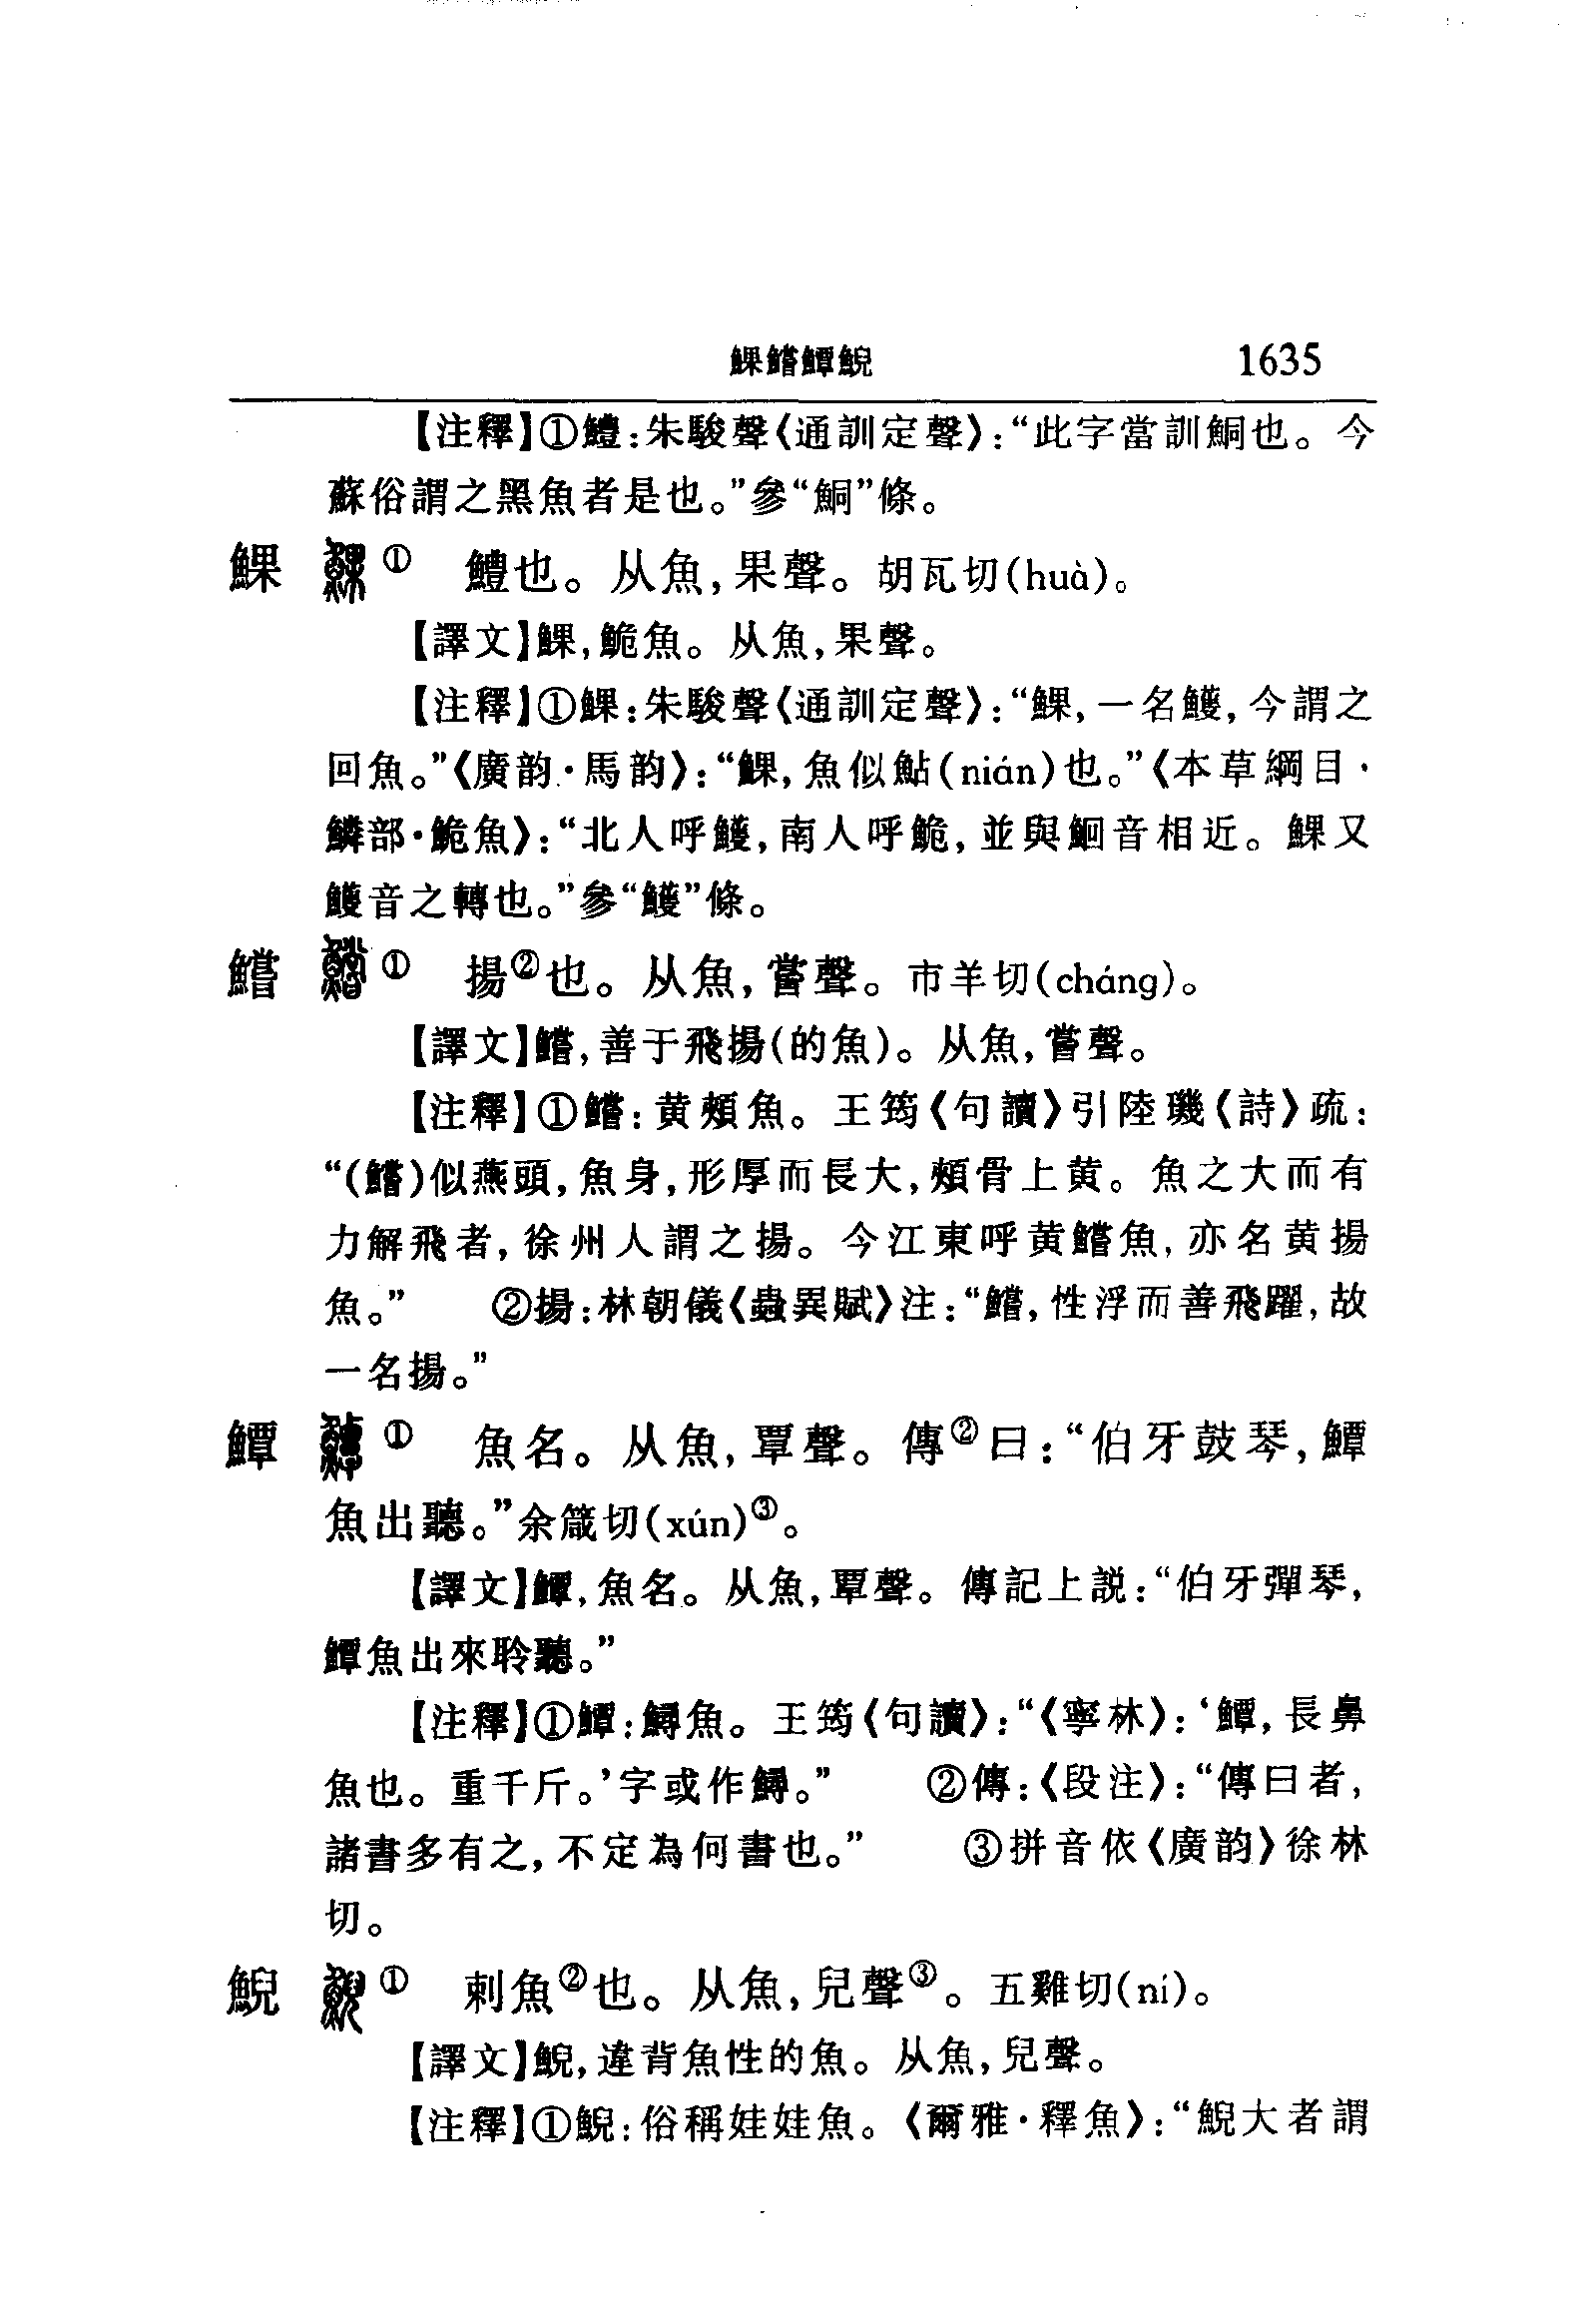 鰈鱨鱏鯢 1635
【注釋】①鱧：朱駿聲《通訓定聲》：“此字當訓鮦也。今
蘇俗謂之黑魚者是也。”參“鮦”條。
鰈 ① 鱧也。从魚，果聲。胡瓦切(huà)。
【譯文】鰈，鮠魚。从魚，果聲。
【注釋】①鰈：朱駿聲《通訓定聲》：“鰈，一名鱯，今謂之
回魚。”《廣韵·馬韵》：“鰈，魚似鮎(nián)也。”《本草綱目·
鱗部·鮠魚》：“北人呼鱯，南人呼鮠，並與鮰音相近。鰈又
鱯音之轉也。”參“鱯”條。
鱨 ① 揚②也。从魚，嘗聲。市羊切(cháng)。
【譯文】鱨，善于飛揚(的魚)。从魚，嘗聲。
【注釋】①鱨：黄頰魚。王筠《句讀》引陸璣《詩》疏：
“(鱨)似燕頭，魚身，形厚而長大，頰骨上黄。魚之大而有
力解飛者，徐州人謂之揚。今江東呼黄鱨魚，亦名黄揚
魚。” ②揚：林朝儀《蟲異賦》注：“鱨，性浮而善飛躍，故
一名揚。”
鱏 ① 魚名。从魚，覃聲。傳②曰：“伯牙鼓琴，鱏
魚出聽。”余箴切(xún)③。
【譯文】鱏，魚名。从魚，覃聲。傳記上説：“伯牙彈琴，
鱏魚出來聆聽。”
【注釋】①鱏：鱘魚。王筠《句讀》：“《字林》：‘鱏，長鼻
魚也。重千斤。’字或作鱘。” ②傳：《段注》：“傳曰者，
諸書多有之，不定為何書也。” ③拼音依《廣韵》徐林
切。
鯢 ① 刺魚②也。从魚，兒聲③。五雞切(ní)。
【譯文】鯢，違背魚性的魚。从魚，兒聲。
【注釋】①鯢：俗稱娃娃魚。《爾雅·釋魚》：“鯢大者謂